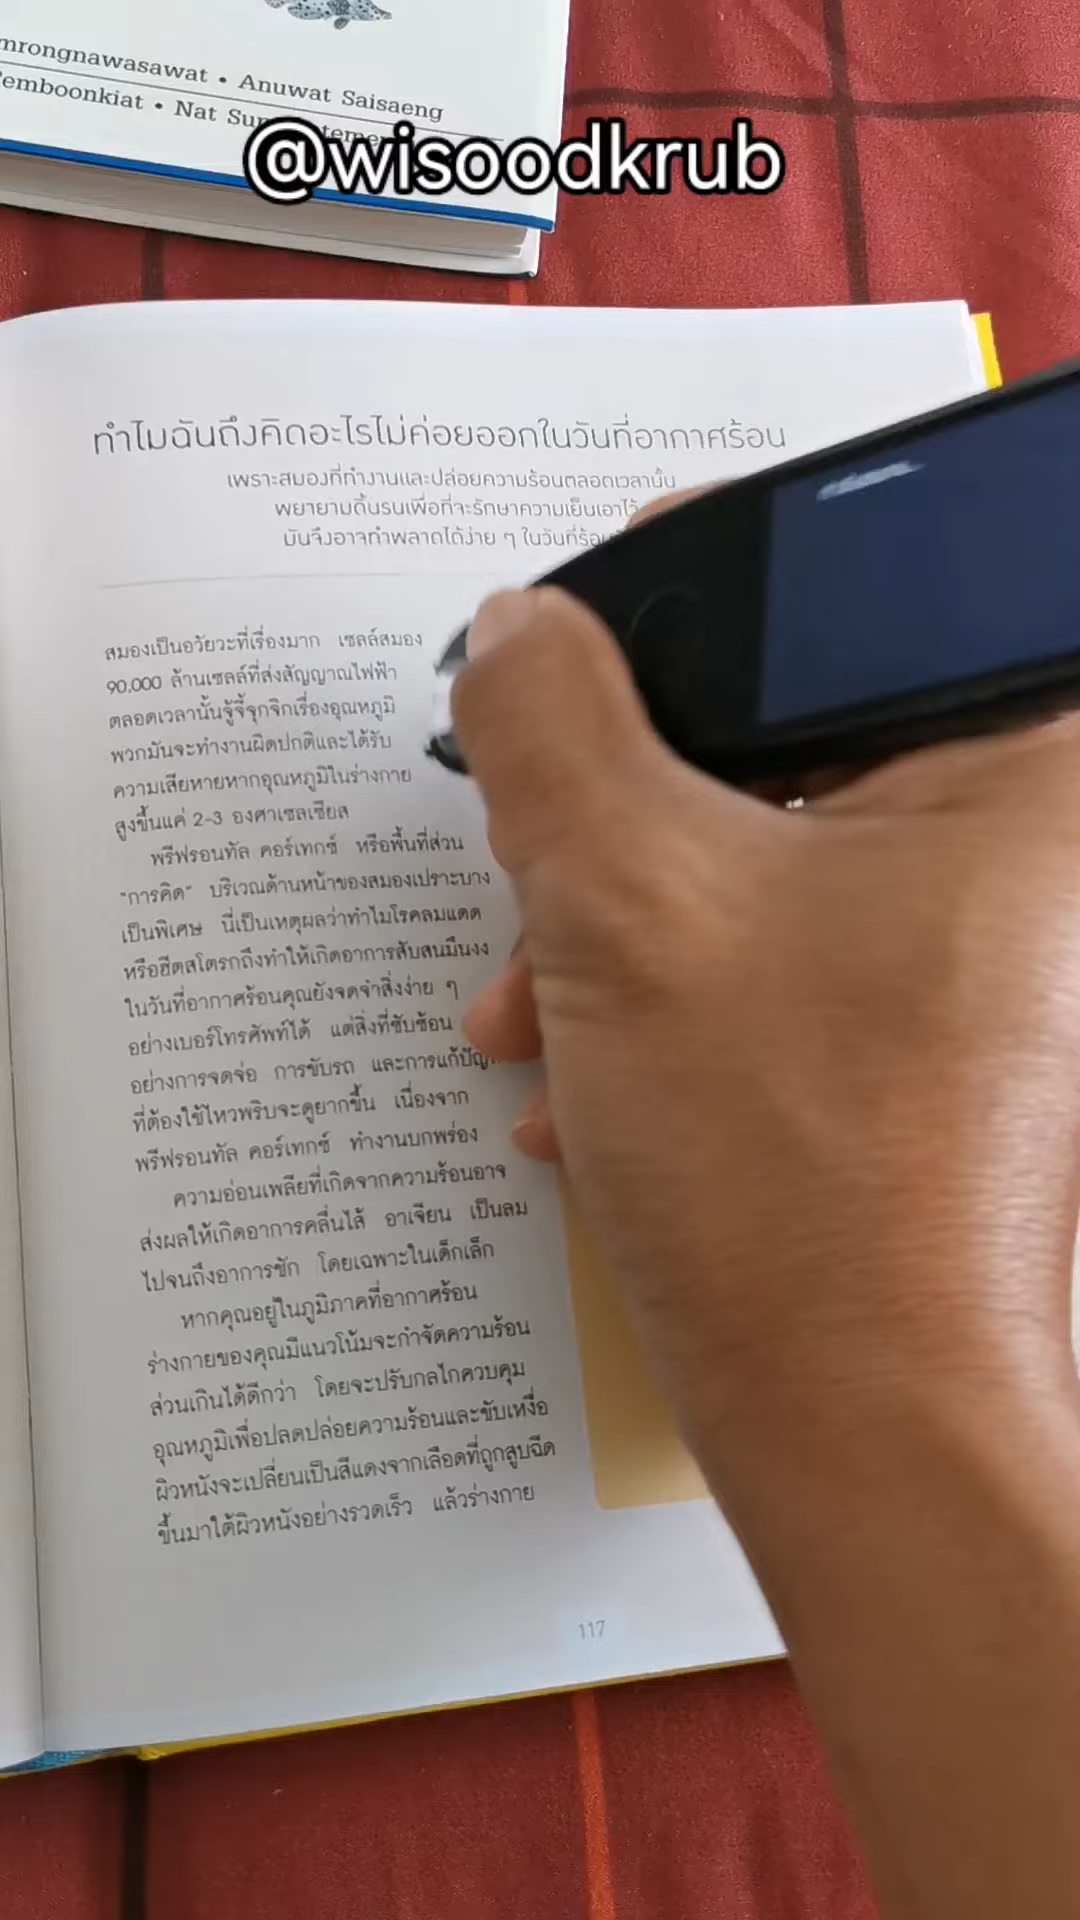 mrongnawasawat • Anuwat Saisaeng
emboonkiat • Nat
@wisoodkrub
ทำไมฉันถึงคิดอะไรไม่ค่อยออกในวันที่อากาศร้อน
เพราะสมองที่ทำงานและปล่อยความร้อนตลอดเวลานั้น
พยายามดิ้นรนเพื่อที่จะรักษาความเย็นเอาไว้
มันจึงอาจทำพลาดได้ง่าย ๆ ในวันที่ร้อน
สมองเป็นอวัยวะที่เรื่องมาก เซลล์สมอง
90,000 ล้านเซลล์ที่ส่งสัญญาณไฟฟ้า
ตลอดเวลานั้นจู้จี้จุกจิกเรื่องอุณหภูมิ
พวกมันจะทำงานผิดปกติและได้รับ
ความเสียหายหากอุณหภูมิในร่างกาย
สูงขึ้นแค่ 2-3 องศาเซลเซียส
พรีฟรอนทัล คอร์เทกซ์ หรือพื้นที่ส่วน
"การคิด" บริเวณด้านหน้าของสมองเปราะบาง
เป็นพิเศษ นี่เป็นเหตุผลว่าทำไมโรคลมแดด
หรือฮีตสโตรกถึงทำให้เกิดอาการสับสนมึนงง
ในวันที่อากาศร้อนคุณยังจดจำสิ่งง่าย ๆ
อย่างเบอร์โทรศัพท์ได้ แต่สิ่งที่ซับซ้อน
อย่างการจดจ่อ การขับรถ และการแก้ปัญ
ที่ต้องใช้ไหวพริบจะดูยากขึ้น เนื่องจาก
พรีฟรอนทัล คอร์เทกซ์ ทำงานบกพร่อง
ความอ่อนเพลียที่เกิดจากความร้อนอาจ
ส่งผลให้เกิดอาการคลื่นไส้ อาเจียน เป็นลม
ไปจนถึงอาการชัก โดยเฉพาะในเด็กเล็ก
หากคุณอยู่ในภูมิภาคที่อากาศร้อน
ร่างกายของคุณมีแนวโน้มจะกำจัดความร้อน
ส่วนเกินได้ดีกว่า โดยจะปรับกลไกควบคุม
อุณหภูมิเพื่อปลดปล่อยความร้อนและขับเหงื่อ
ผิวหนังจะเปลี่ยนเป็นสีแดงจากเลือดที่ถูกสูบฉีด
ขึ้นมาใต้ผิวหนังอย่างรวดเร็ว แล้วร่างกาย
117